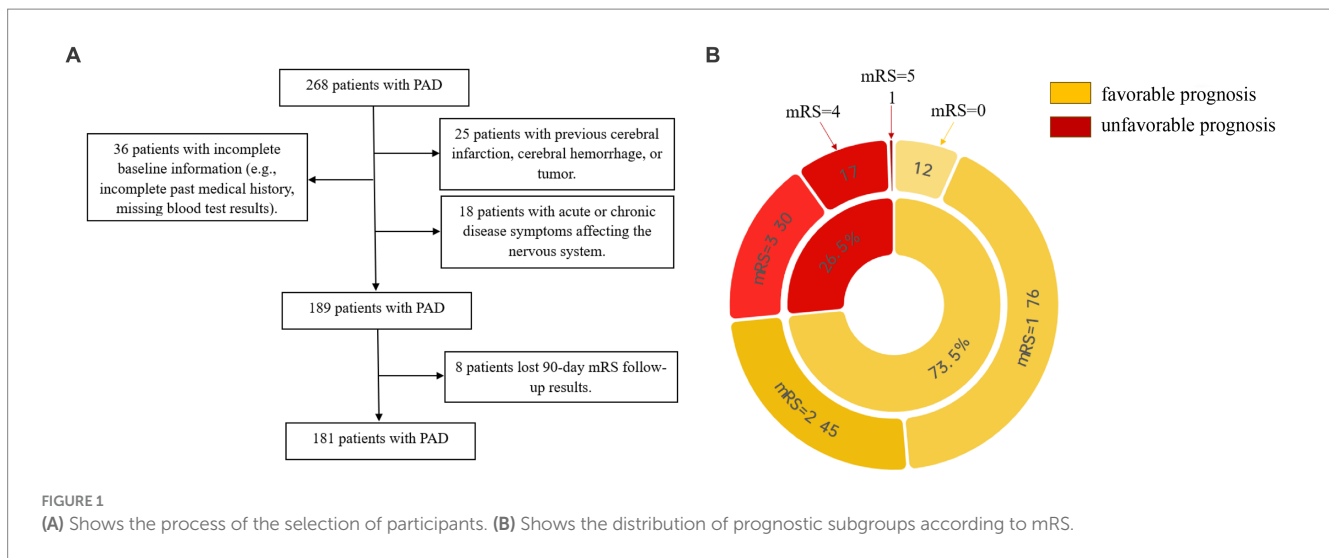 A
268 patients with PAD
36 patients with incomplete
baseline information (e.g.,
incomplete past medical history,
missing blood test results).
25 patients with previous cerebral
infarction, cerebral hemorrhage, or
tumor.
18 patients with acute or chronic
disease symptoms affecting the
nervous system.
189 patients with PAD
8 patients lost 90-day mRS follow-
up results.
181 patients with PAD
B
mRS=5
1
mRS=4
mRS=0
favorable prognosis
unfavorable prognosis
17
12
mRS=3 30
26.5%
mRS=1 76
73.5%
mRS=2 45
FIGURE 1
(A) Shows the process of the selection of participants. (B) Shows the distribution of prognostic subgroups according to mRS.